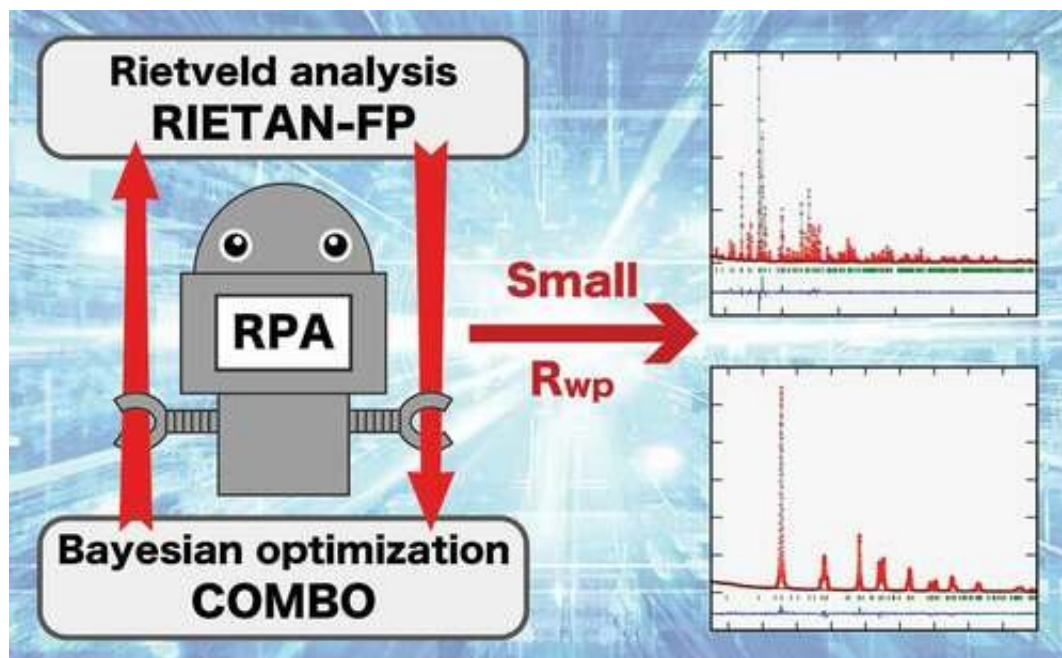 Rietveld analysis
RIETAN-FP
RPA
Small
Rwp
Bayesian optimization
COMBO